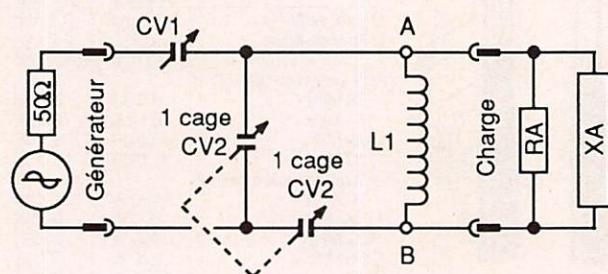 CV1
A
50Ω
Générateur
1 cage
CV2
1 cage
CV2
L1
Charge
RA
XA
B